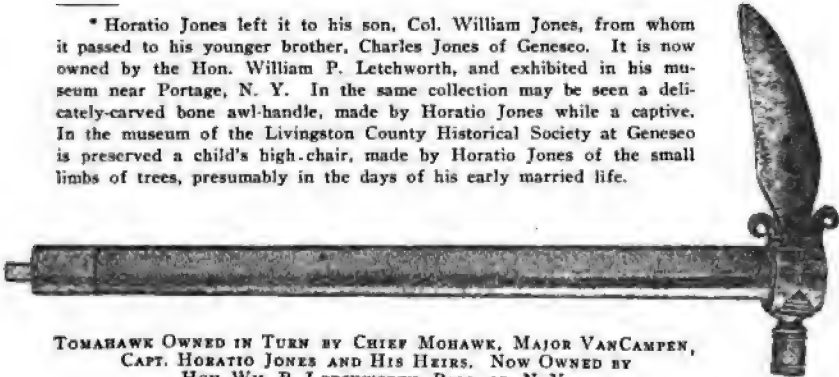 * Horatio Jones left it to his son, Col. William Jones, from whom
it passed to his younger brother, Charles Jones of Geneseo. It is now
owned by the Hon. William P. Letchworth, and exhibited in his mu-
seum near Portage, N. Y. In the same collection may be seen a deli-
cately-carved bone awl-handle, made by Horatio Jones while a captive.
In the museum of the Livingston County Historical Society at Geneseo
is preserved a child's high-chair, made by Horatio Jones of the small
limbs of trees, presumably in the days of his early married life.
TOMAHAWK OWNED IN TURN BY CHIEF MOHAWK, MAJOR VANCAMPEN,
CAPT. HORATIO JONES AND HIS HEIRS. NOW OWNED BY
HON. WM. P. LETCHWORTH, PORTAGE, N. Y.